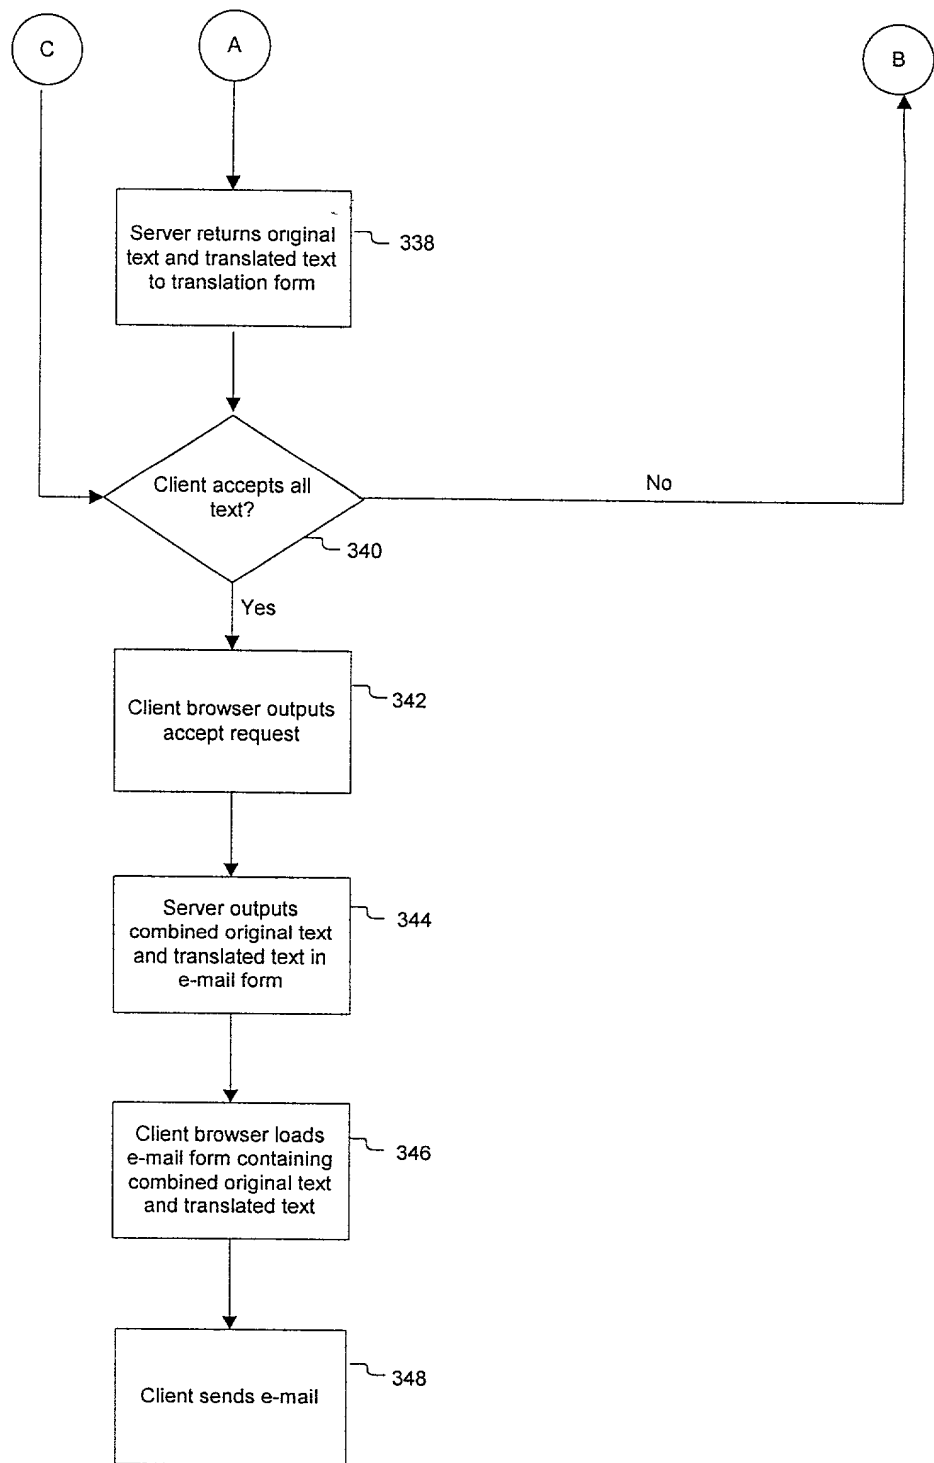 C
A
B
Server returns original
text and translated text
to translation form
338
Client accepts all
text?
No
340
Yes
Client browser outputs
accept request
342
Server outputs
combined original text
and translated text in
e-mail form
344
Client browser loads
e-mail form containing
combined original text
and translated text
346
Client sends e-mail
348